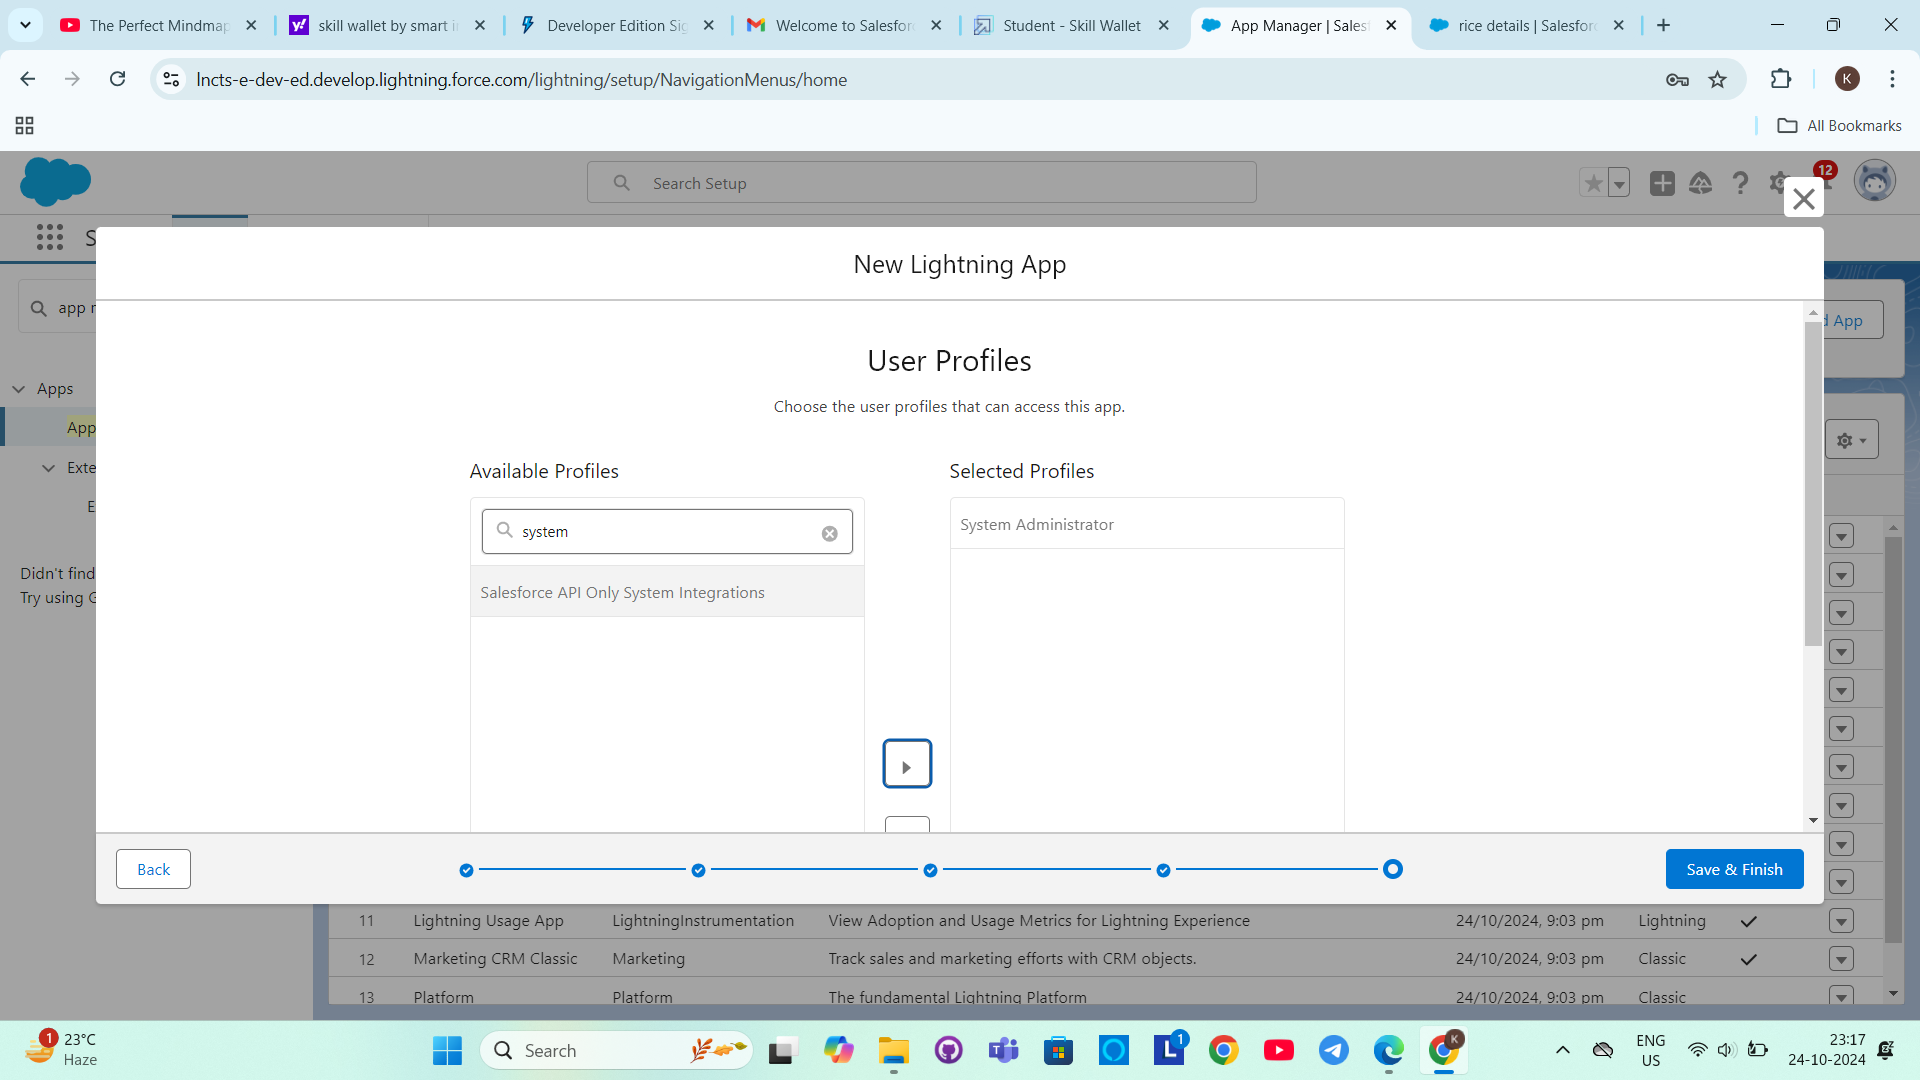 The Perfect Mindmap
skill wallet by smart in
Developer Edition Sig
Welcome to Salesfor
Student - Skill Wallet
App Manager | Sales
rice details | Salesfor
lncts-e-dev-ed.develop.lightning.force.com/lightning/setup/NavigationMenus/home
K
All Bookmarks
Search Setup
12
S
New Lightning App
app
d App
User Profiles
Choose the user profiles that can access this app.
Apps
App
Exte
E
Available Profiles
Selected Profiles
system
System Administrator
Salesforce API Only System Integrations
Didn't find
Try using G
Back
Save & Finish
11 Lightning Usage App LightningInstrumentation View Adoption and Usage Metrics for Lightning Experience 24/10/2024, 9:03 pm Lightning
12 Marketing CRM Classic Marketing Track sales and marketing efforts with CRM objects. 24/10/2024, 9:03 pm Classic
13 Platform Platform The fundamental Lightning Platform 24/10/2024, 9:03 pm Classic
1
23°C
Haze
Search
L
1
K
ENG
US
23:17
24-10-2024